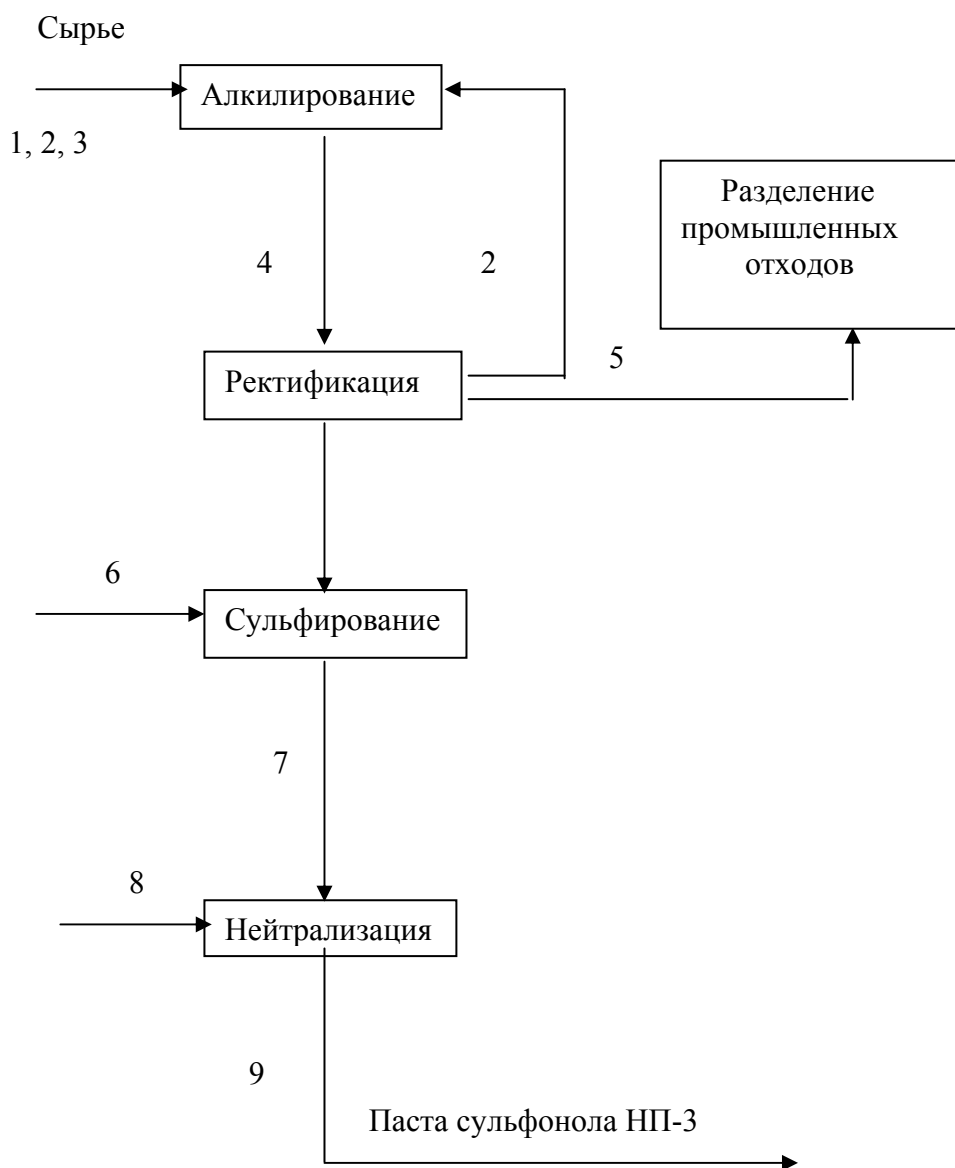 Сырье
Алкилирование
1, 2, 3
Разделение
промышленных
отходов
4
2
5
Ректификация
6
Сульфирование
7
8
Нейтрализация
9
Паста сульфонола НП-3